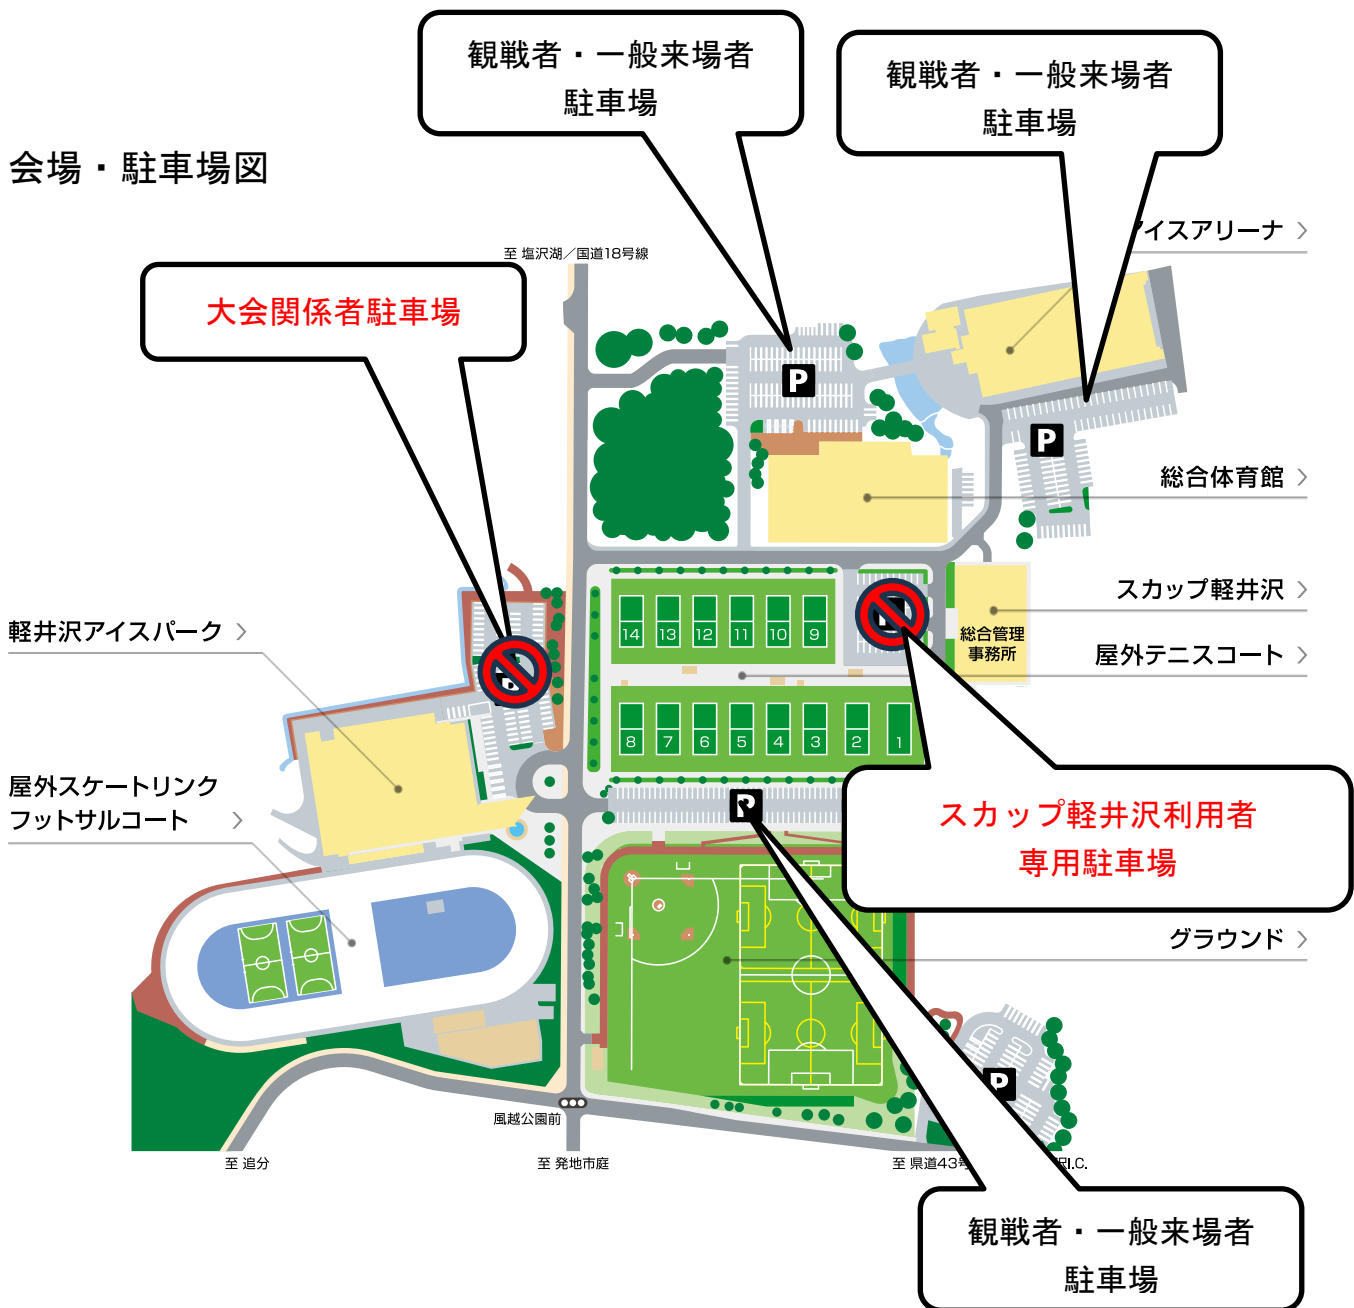 観戦者・一般来場者
駐車場
観戦者・一般来場者
駐車場
会場・駐車場図
イスアリーナ
至 塩沢湖／国道18号線
大会関係者駐車場
P
P
総合体育館
スカップ軽井沢
軽井沢アイスパーク
総合管理
事務所
屋外テニスコート
14 13 12 11 10 9
8 7 6 5 4 3 2 1
屋外スケートリンク
フットサルコート
P
スカップ軽井沢利用者
専用駐車場
グラウンド
P
風越公園前
至 追分
至 発地市庭
至 県道43号
I.C.
観戦者・一般来場者
駐車場